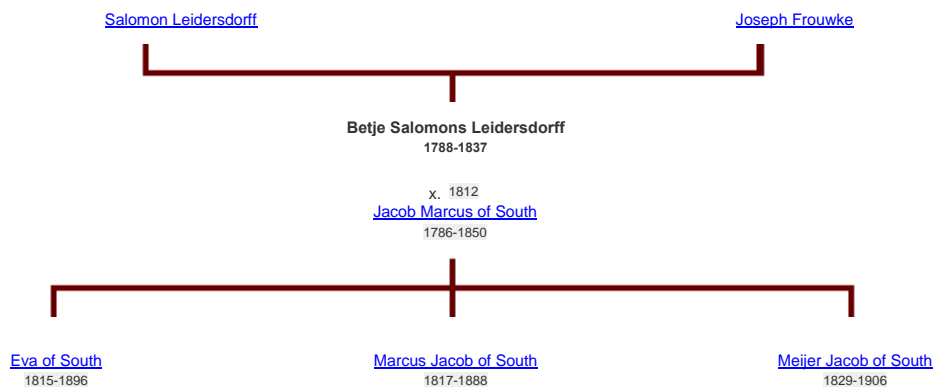 Salomon Leidersdorff
Joseph Frouwke
Betje Salomons Leidersdorff
1788-1837
x. 1812
Jacob Marcus of South
1786-1850
Eva of South
1815-1896
Marcus Jacob of South
1817-1888
Meijer Jacob of South
1829-1906